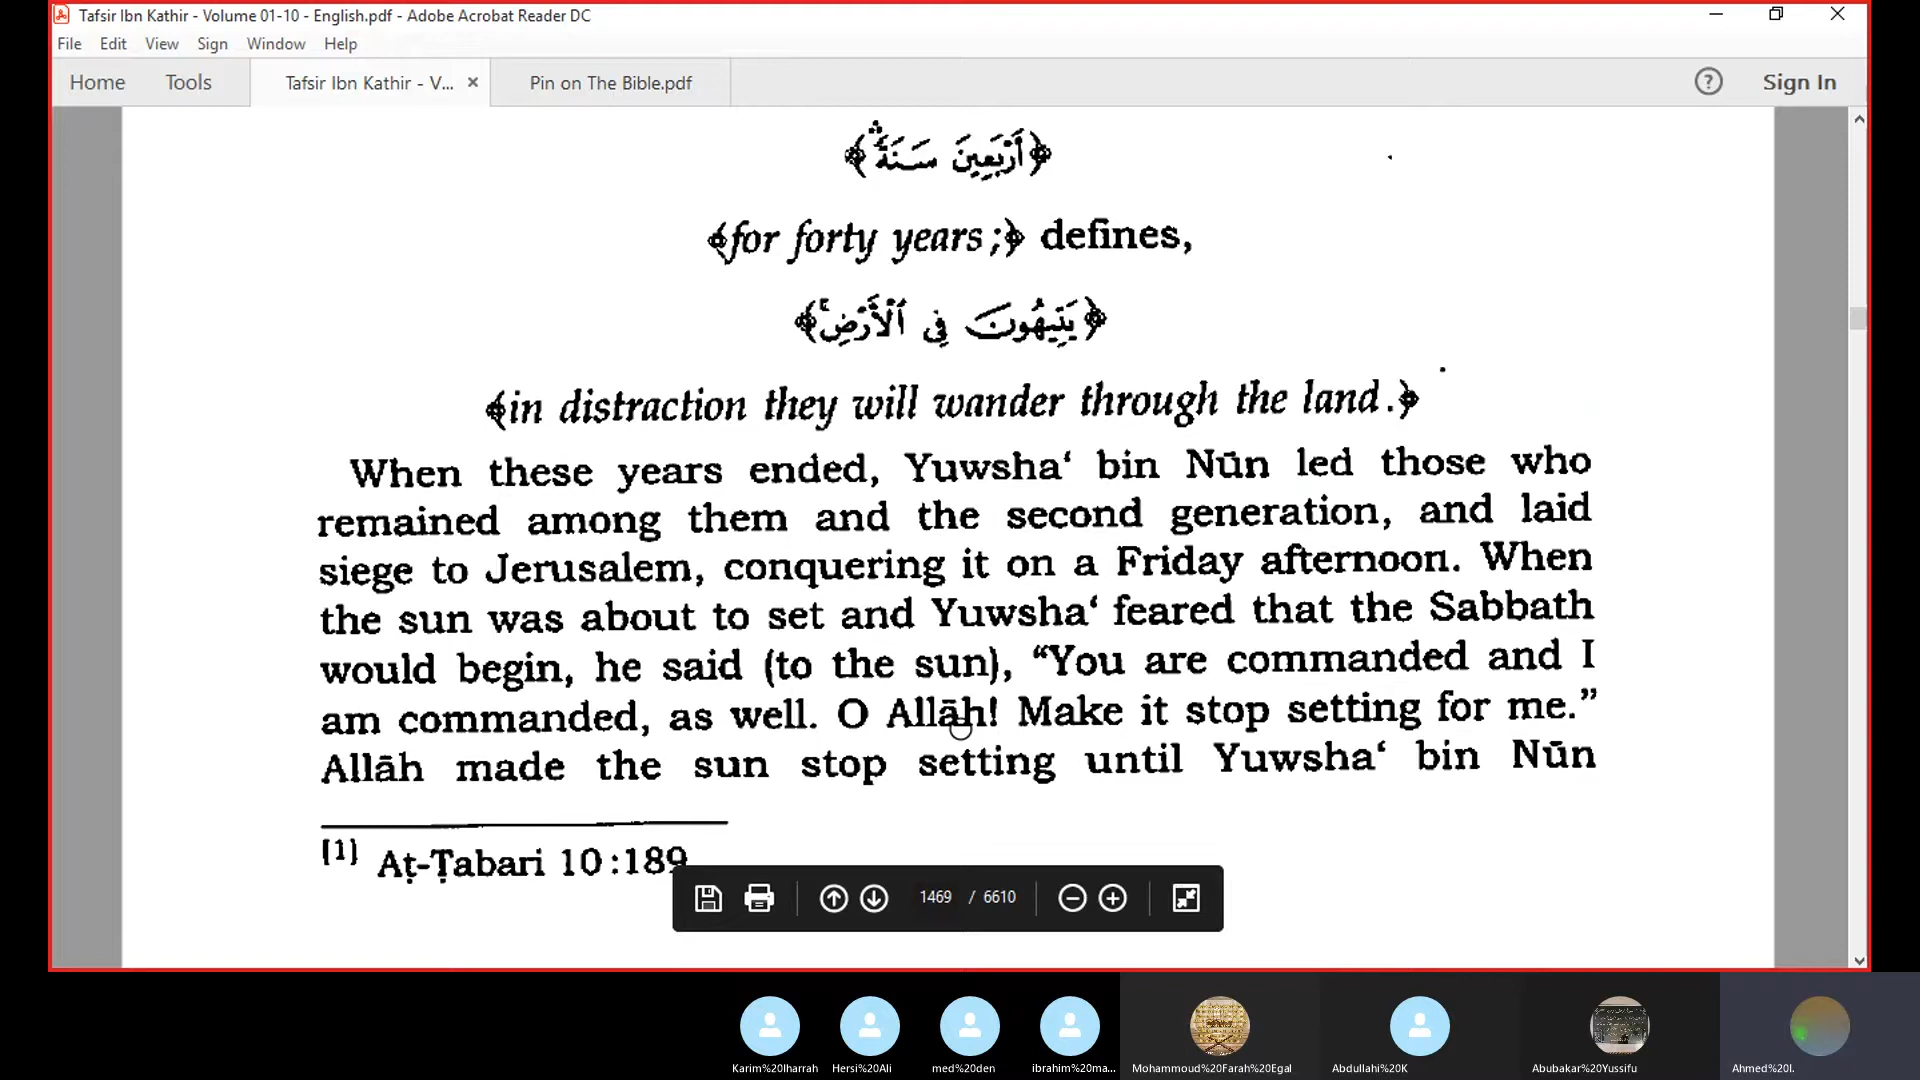 Tafsir Ibn Kathir - Volume 01-10 - English.pdf - Adobe Acrobat Reader DC
File Edit View Sign Window Help
Home Tools Tafsir Ibn Kathir - V... × Pin on The Bible.pdf ? Sign In
﴿أَرْبَعِينَ سَنَةً﴾
﴾for forty years;﴿ defines,
﴿يَتِيهُونَ فِي ٱلْأَرْضِ﴾
﴾in distraction they will wander through the land.﴿
When these years ended, Yuwsha‘ bin Nūn led those who
remained among them and the second generation, and laid
siege to Jerusalem, conquering it on a Friday afternoon. When
the sun was about to set and Yuwsha‘ feared that the Sabbath
would begin, he said (to the sun), “You are commanded and I
am commanded, as well. O Allāh! Make it stop setting for me.”
Allāh made the sun stop setting until Yuwsha‘ bin Nūn
[1] Aṭ-Ṭabari 10:189
1469 / 6610
Karim%20Iharrah Hersi%20Ali med%20den ibrahim%20ma... Mohammoud%20Farah%20Egal Abdullahi%20K Abubakar%20Yussifu Ahmed%20I.